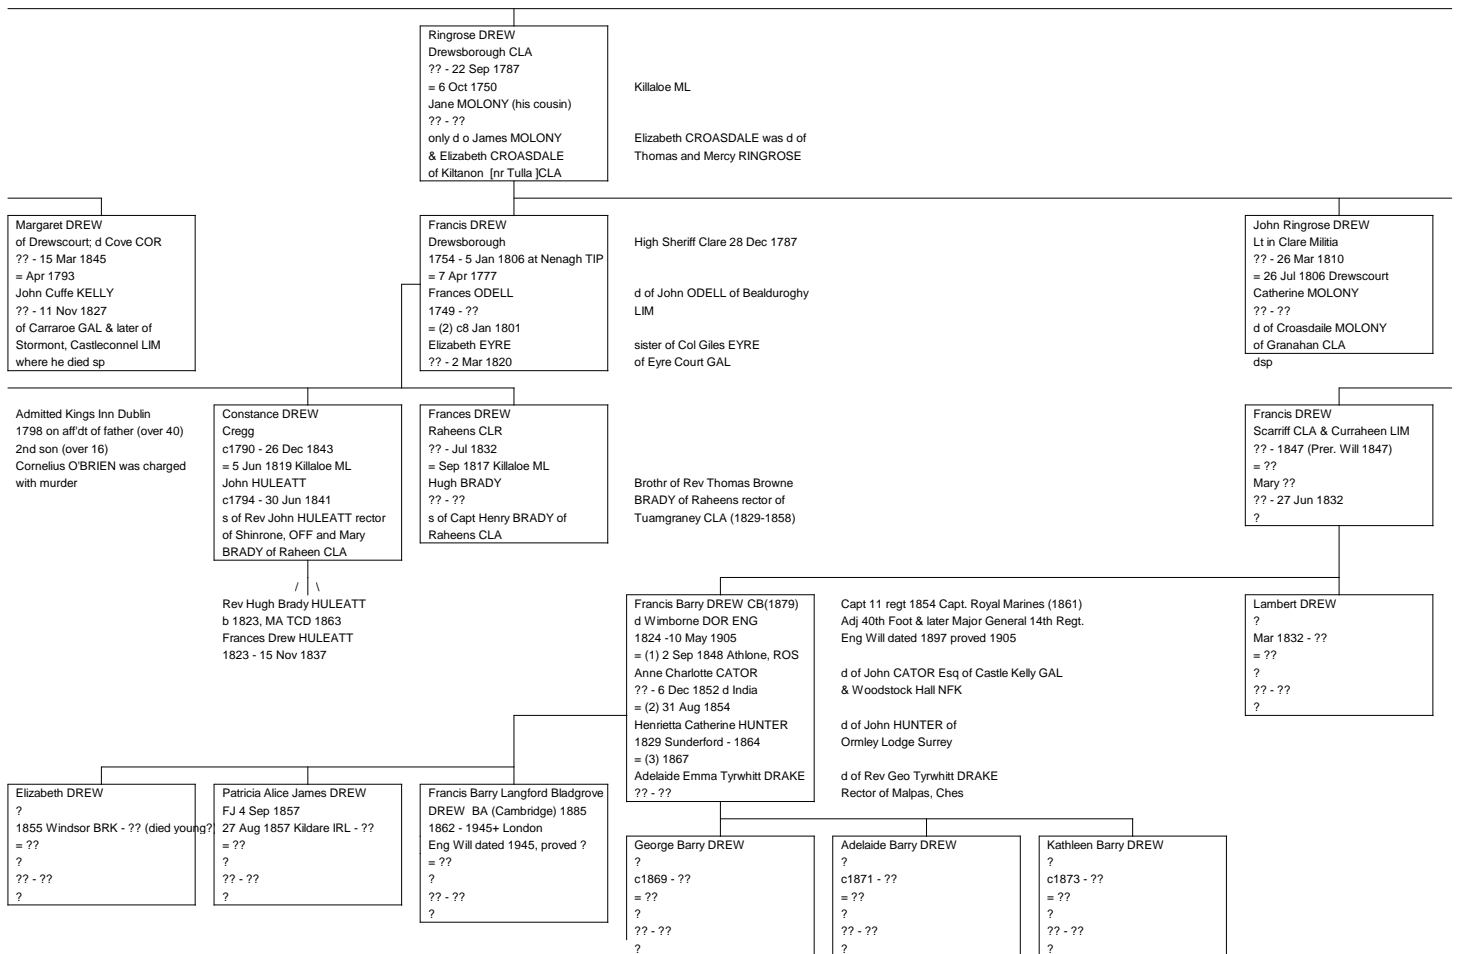 Ringrose DREW
Drewsborough CLA
?? - 22 Sep 1787
= 6 Oct 1750
Jane MOLONY (his cousin)
?? - ??
only d o James MOLONY
& Elizabeth CROASDALE
of Kiltanon [nr Tulla ]CLA
Killaloe ML
Elizabeth CROASDALE was d of
Thomas and Mercy RINGROSE
Margaret DREW
of Drewscourt; d Cove COR
?? - 15 Mar 1845
= Apr 1793
John Cuffe KELLY
?? - 11 Nov 1827
of Carraroe GAL & later of
Stormont, Castleconnel LIM
where he died sp
Francis DREW
Drewsborough
1754 - 5 Jan 1806 at Nenagh TIP
= 7 Apr 1777
Frances ODELL
1749 - ??
= (2) c8 Jan 1801
Elizabeth EYRE
?? - 2 Mar 1820
High Sheriff Clare 28 Dec 1787
d of John ODELL of Bealduroghy
LIM
sister of Col Giles EYRE
of Eyre Court GAL
John Ringrose DREW
Lt in Clare Militia
?? - 26 Mar 1810
= 26 Jul 1806 Drewscourt
Catherine MOLONY
?? - ??
d of Croasdaile MOLONY
of Granahan CLA
dsp
Admitted Kings Inn Dublin
1798 on aff'dt of father (over 40)
2nd son (over 16)
Cornelius O'BRIEN was charged
with murder
Constance DREW
Cregg
c1790 - 26 Dec 1843
= 5 Jun 1819 Killaloe ML
John HULEATT
c1794 - 30 Jun 1841
s of Rev John HULEATT rector
of Shinrone, OFF and Mary
BRADY of Raheen CLA
Frances DREW
Raheens CLR
?? - Jul 1832
= Sep 1817 Killaloe ML
Hugh BRADY
?? - ??
s of Capt Henry BRADY of
Raheens CLA
Brothr of Rev Thomas Browne
BRADY of Raheens rector of
Tuamgraney CLA (1829-1858)
Francis DREW
Scarriff CLA & Curraheen LIM
?? - 1847 (Prer. Will 1847)
= ??
Mary ??
?? - 27 Jun 1832
?
/ \
Rev Hugh Brady HULEATT
b 1823, MA TCD 1863
Frances Drew HULEATT
1823 - 15 Nov 1837
Francis Barry DREW CB(1879)
d Wimborne DOR ENG
1824 -10 May 1905
= (1) 2 Sep 1848 Athlone, ROS
Anne Charlotte CATOR
?? - 6 Dec 1852 d India
= (2) 31 Aug 1854
Henrietta Catherine HUNTER
1829 Sunderford - 1864
= (3) 1867
Adelaide Emma Tyrwhitt DRAKE
?? - ??
Capt 11 regt 1854 Capt. Royal Marines (1861)
Adj 40th Foot & later Major General 14th Regt.
Eng Will dated 1897 proved 1905
d of John CATOR Esq of Castle Kelly GAL
& Woodstock Hall NFK
d of John HUNTER of
Ormley Lodge Surrey
d of Rev Geo Tyrwhitt DRAKE
Rector of Malpas, Ches
Lambert DREW
?
Mar 1832 - ??
= ??
?
?? - ??
?
Elizabeth DREW
?
1855 Windsor BRK - ?? (died young?)
= ??
?
?? - ??
?
Patricia Alice James DREW
FJ 4 Sep 1857
27 Aug 1857 Kildare IRL - ??
= ??
?
?? - ??
?
Francis Barry Langford Bladgrove
DREW BA (Cambridge) 1885
1862 - 1945+ London
Eng Will dated 1945, proved ?
= ??
?
?? - ??
?
George Barry DREW
?
c1869 - ??
= ??
?
?? - ??
?
Adelaide Barry DREW
?
c1871 - ??
= ??
?
?? - ??
?
Kathleen Barry DREW
?
c1873 - ??
= ??
?
?? - ??
?